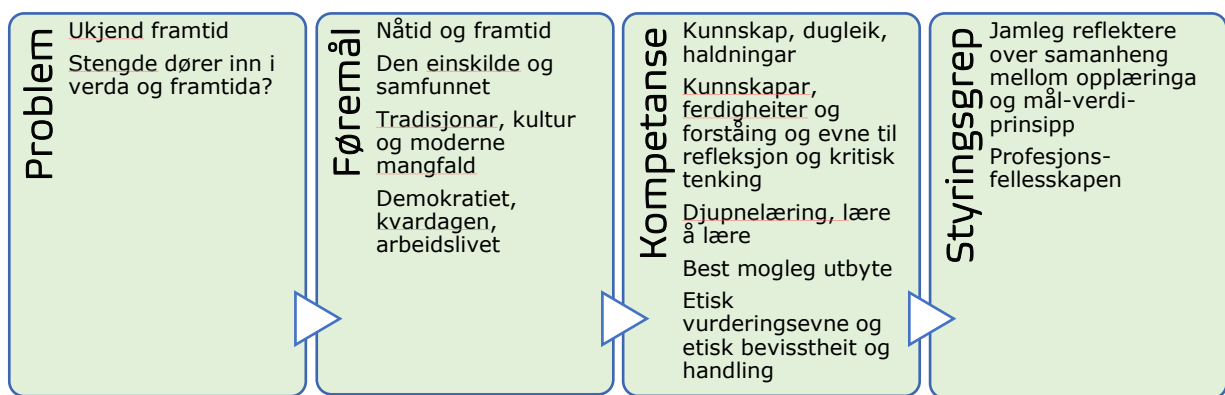 Problem
Ukjend framtid
Stengde dører inn i
verda og framtida?
Føremål
Nåtid og framtid
Den einskilde og
samfunnet
Tradisjonar, kultur
og moderne
mangfald
Demokratiet,
kvardagen,
arbeidslivet
Kompetanse
Kunnskap, dugleik,
haldningar
Kunnskapar,
ferdigheiter og
forståing og evne til
refleksjon og kritisk
tenking
Djupnelæring, lære
å lære
Best mogleg utbyte
Etisk
vurderingsevne og
etisk bevisstheit og
handling
Styringsgrep
Jamleg reflektere
over samanheng
mellom opplæringa
og mål-verdi-
prinsipp
Profesjons-
fellesskapen